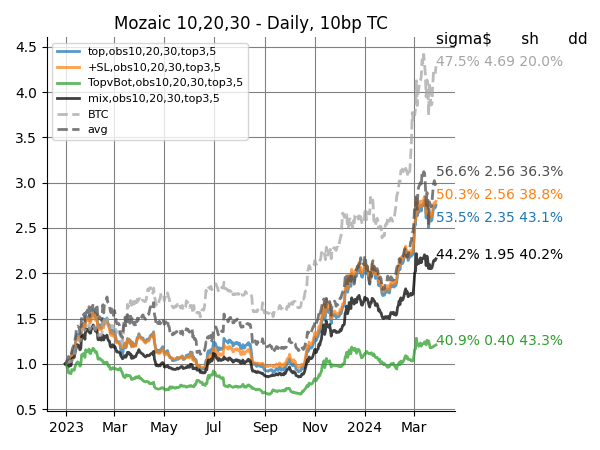 Mozaic 10,20,30 - Daily, 10bp TC
sigma$ sh dd
top,obs10,20,30,top3,5
+SL,obs10,20,30,top3,5
TopvBot,obs10,20,30,top3,5
mix,obs10,20,30,top3,5
BTC
avg
47.5% 4.69 20.0%
56.6% 2.56 36.3%
50.3% 2.56 38.8%
53.5% 2.35 43.1%
44.2% 1.95 40.2%
40.9% 0.40 43.3%
4.5
4.0
3.5
3.0
2.5
2.0
1.5
1.0
0.5
2023 Mar May Jul Sep Nov 2024 Mar